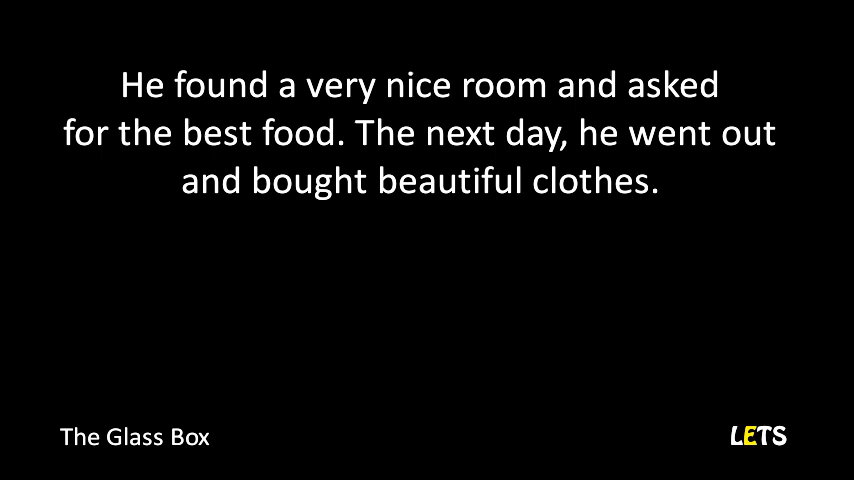 He found a very nice room and asked
for the best food. The next day, he went out
and bought beautiful clothes.
The Glass Box
LETS